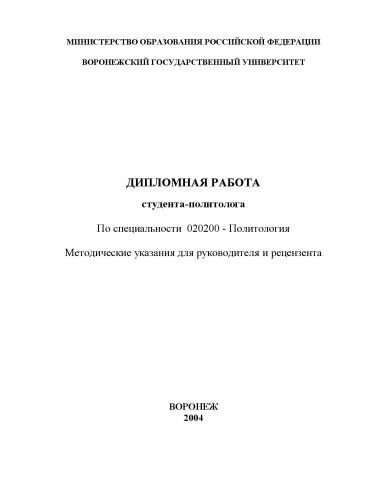 МИНИСТЕРСТВО ОБРАЗОВАНИЯ РОССИЙСКОЙ ФЕДЕРАЦИИ
ВОРОНЕЖСКИЙ ГОСУДАРСТВЕННЫЙ УНИВЕРСИТЕТ
ДИПЛОМНАЯ РАБОТА
студента-политолога
По специальности 020200 - Политология
Методические указания для руководителя и рецензента
ВОРОНЕЖ
2004